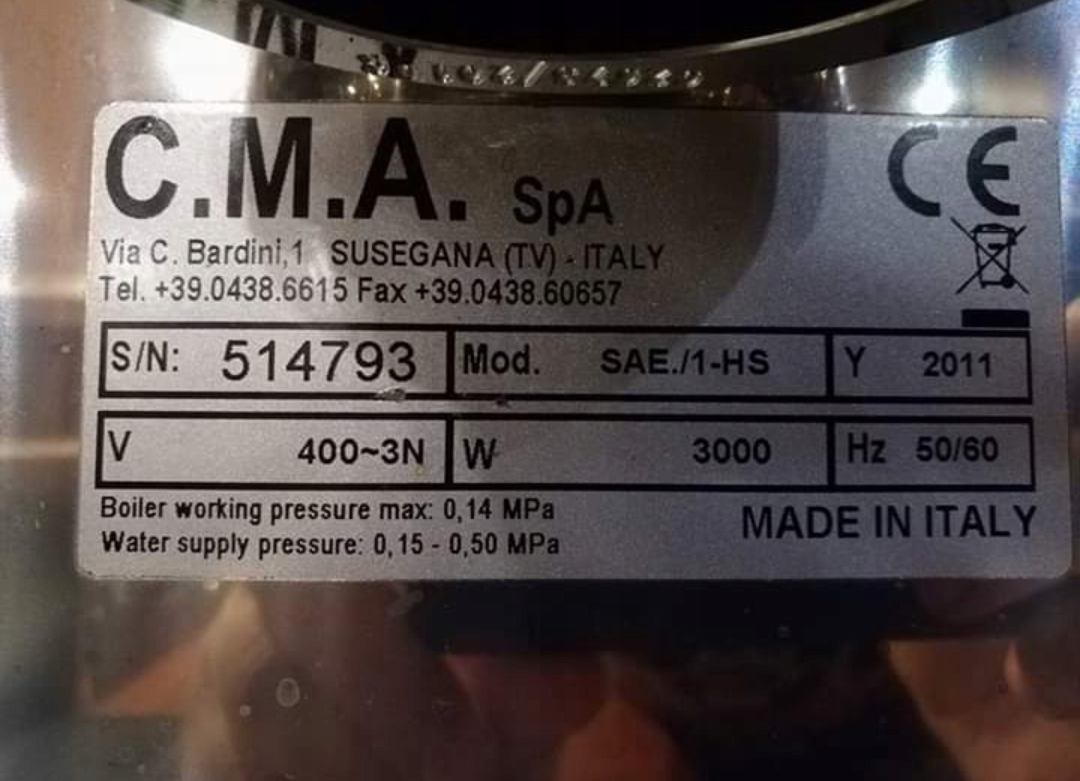 C.M.A. SpA
CE
Via C. Bardini,1 SUSEGANA (TV) - ITALY
Tel. +39.0438.6615 Fax +39.0438.60657
S/N: 514793 Mod. SAE./1-HS Y 2011
V 400~3N W 3000 Hz 50/60
Boiler working pressure max: 0,14 MPa
Water supply pressure: 0,15 - 0,50 MPa
MADE IN ITALY